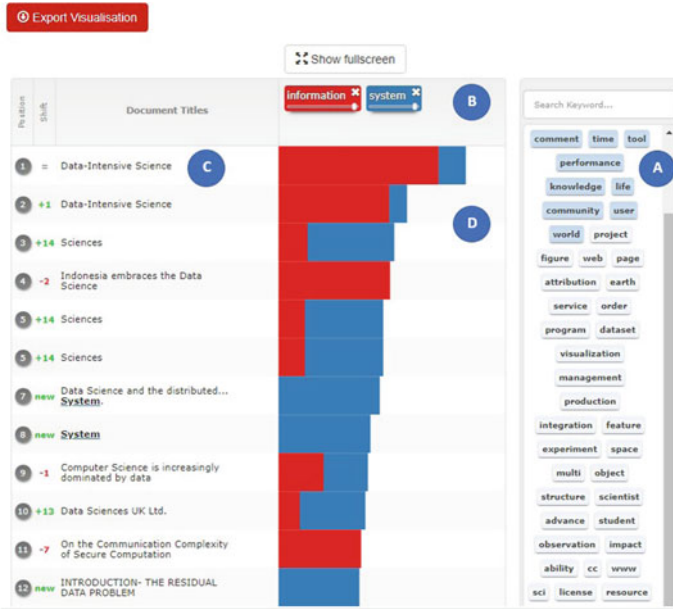 Export Visualisation
Show fullscreen
Position
Shift
Document Titles
information
system
B
Search Keyword...
A
C
D
1 = Data-Intensive Science
2 +1 Data-Intensive Science
3 +14 Sciences
4 -2 Indonesia embraces the Data
Science
5 +14 Sciences
5 +14 Sciences
7 new Data Science and the distributed...
System.
8 new System
9 -1 Computer Science is increasingly
dominated by data
10 +13 Data Sciences UK Ltd.
11 -7 On the Communication Complexity
of Secure Computation
12 new INTRODUCTION- THE RESIDUAL
DATA PROBLEM
comment time tool
performance
knowledge life
community user
world project
figure web page
attribution earth
service order
program dataset
visualization
management
production
integration feature
experiment space
multi object
structure scientist
advance student
observation impact
ability cc www
sci license resource